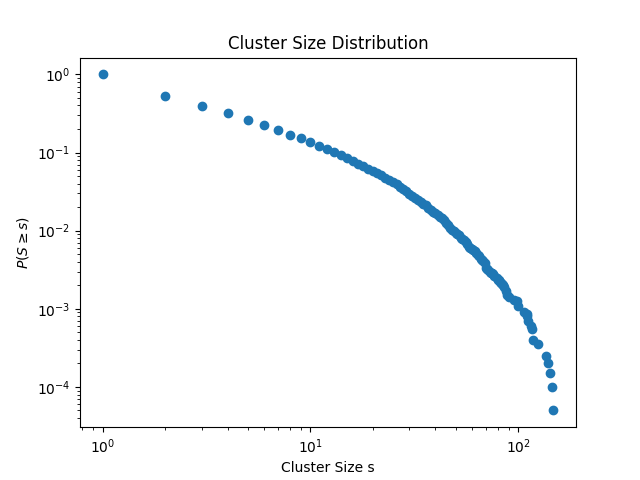 Cluster Size Distribution
P(S ≥ s)
10⁰
10⁻¹
10⁻²
10⁻³
10⁻⁴
10⁰ 10¹ 10²
Cluster Size s